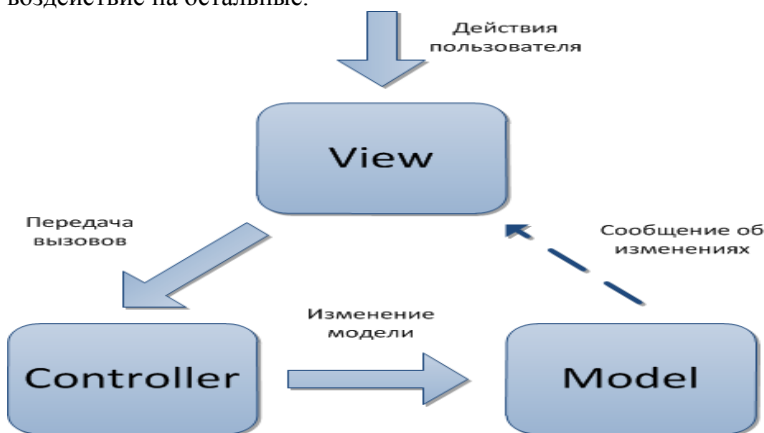 воздействие на остальные.
Действия
пользователя
View
Передача
вызовов
Сообщение об
изменениях
Изменение
модели
Controller
Model